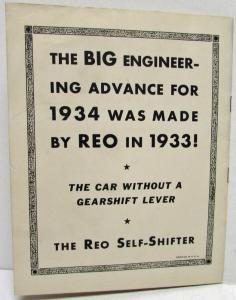 THE BIG ENGINEER-
ING ADVANCE FOR
1934 WAS MADE
BY REO IN 1933!
THE CAR WITHOUT A
GEARSHIFT LEVER
THE REO SELF-SHIFTER